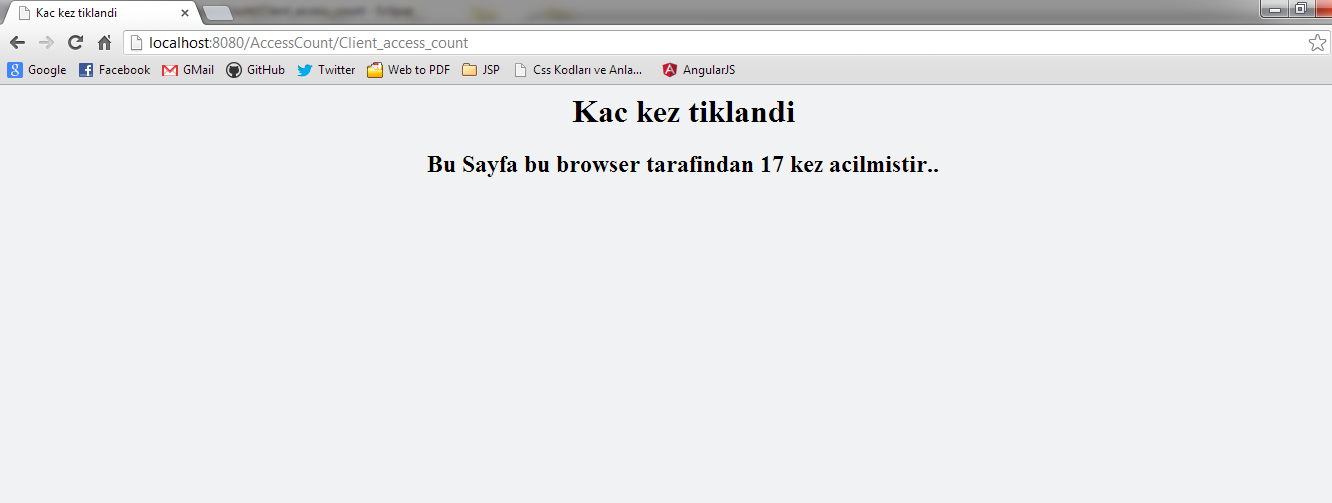 Kac kez tiklandi
localhost:8080/AccessCount/Client_access_count
Google Facebook GMail GitHub Twitter Web to PDF JSP Css Kodları ve Anla... AngularJS
Kac kez tiklandi
Bu Sayfa bu browser tarafindan 17 kez acilmistir..